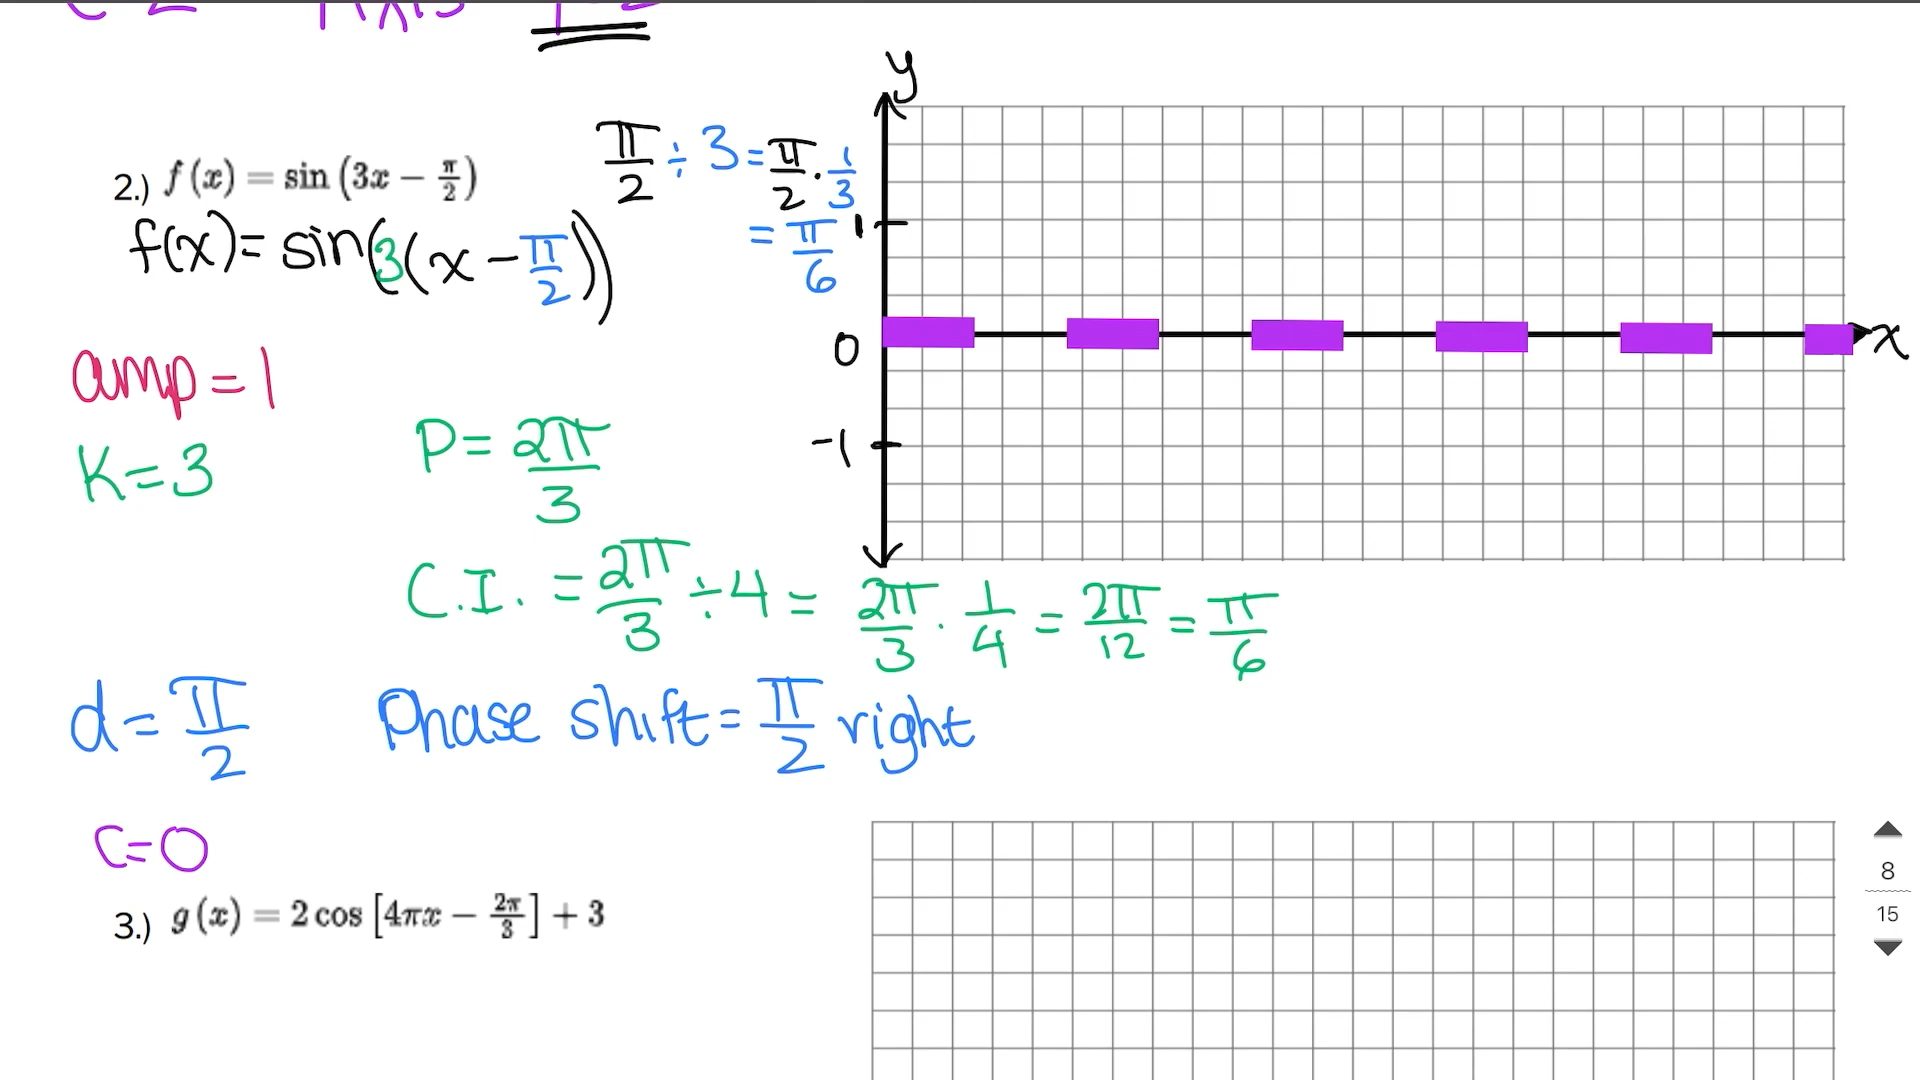 2.) f(x) = sin(3x − π/2)
f(x) = sin(3(x − π/2))
π/2 ÷ 3 = π/2 · 1/3
= π/6
amp = 1
K = 3
P = 2π/3
C.I. = 2π/3 ÷ 4 = 2π/3 · 1/4 = 2π/12 = π/6
d = π/2 Phase shift = π/2 right
c = 0
y
1
0
x
-1
3.) g(x) = 2 cos [4πx − 2π/3] + 3
8
15